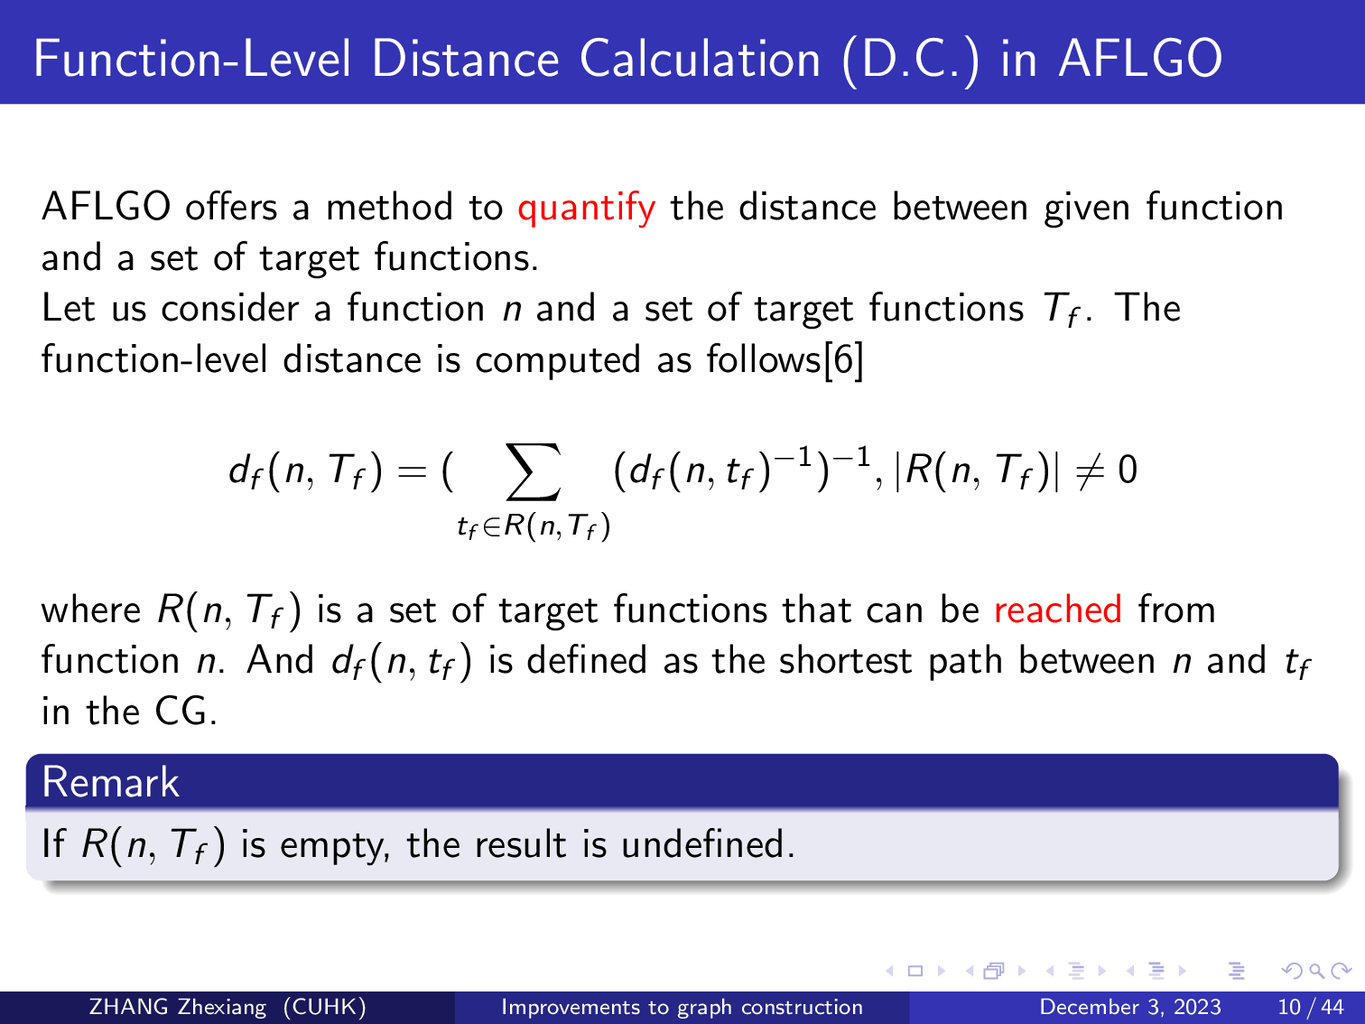 Function-Level Distance Calculation (D.C.) in AFLGO
AFLGO offers a method to quantify the distance between given function
and a set of target functions.
Let us consider a function n and a set of target functions T_f. The
function-level distance is computed as follows[6]
d_f(n, T_f) = ( ∑_{t_f∈R(n,T_f)} (d_f(n, t_f)^{−1})^{−1}, |R(n, T_f)| ≠ 0
where R(n, T_f) is a set of target functions that can be reached from
function n. And d_f(n, t_f) is defined as the shortest path between n and t_f
in the CG.
Remark
If R(n, T_f) is empty, the result is undefined.
ZHANG Zhexiang (CUHK) Improvements to graph construction December 3, 2023 10 / 44